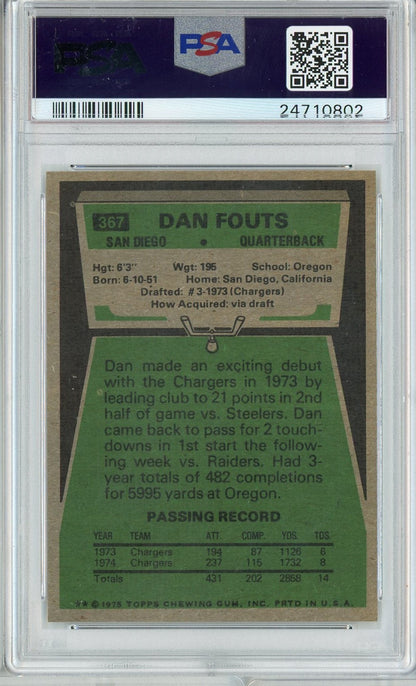 PSA
PSA
24710802
367 DAN FOUTS
SAN DIEGO • QUARTERBACK
Hgt: 6'3" Wgt: 195 School: Oregon
Born: 6-10-51 Home: San Diego, California
Drafted: #3-1973 (Chargers)
How Acquired: via draft
Dan made an exciting debut
with the Chargers in 1973 by
leading club to 21 points in 2nd
half of game vs. Steelers. Dan
came back to pass for 2 touch-
downs in 1st start the follow-
ing week vs. Raiders. Had 3-
year totals of 482 completions
for 5995 yards at Oregon.
PASSING RECORD
YEAR TEAM ATT. COMP. YDS. TDS.
1973 Chargers 194 87 1126 6
1974 Chargers 237 115 1732 8
Totals 431 202 2858 14
** © 1975 TOPPS CHEWING GUM, INC. PRTD IN U.S.A.